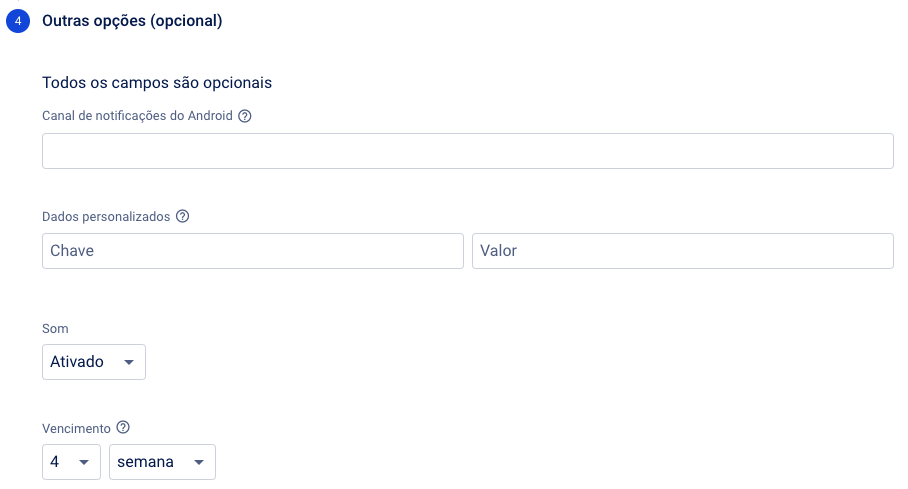 4 Outras opções (opcional)
Todos os campos são opcionais
Canal de notificações do Android ?
Dados personalizados ?
Chave Valor
Som
Ativado
Vencimento ?
4 semana